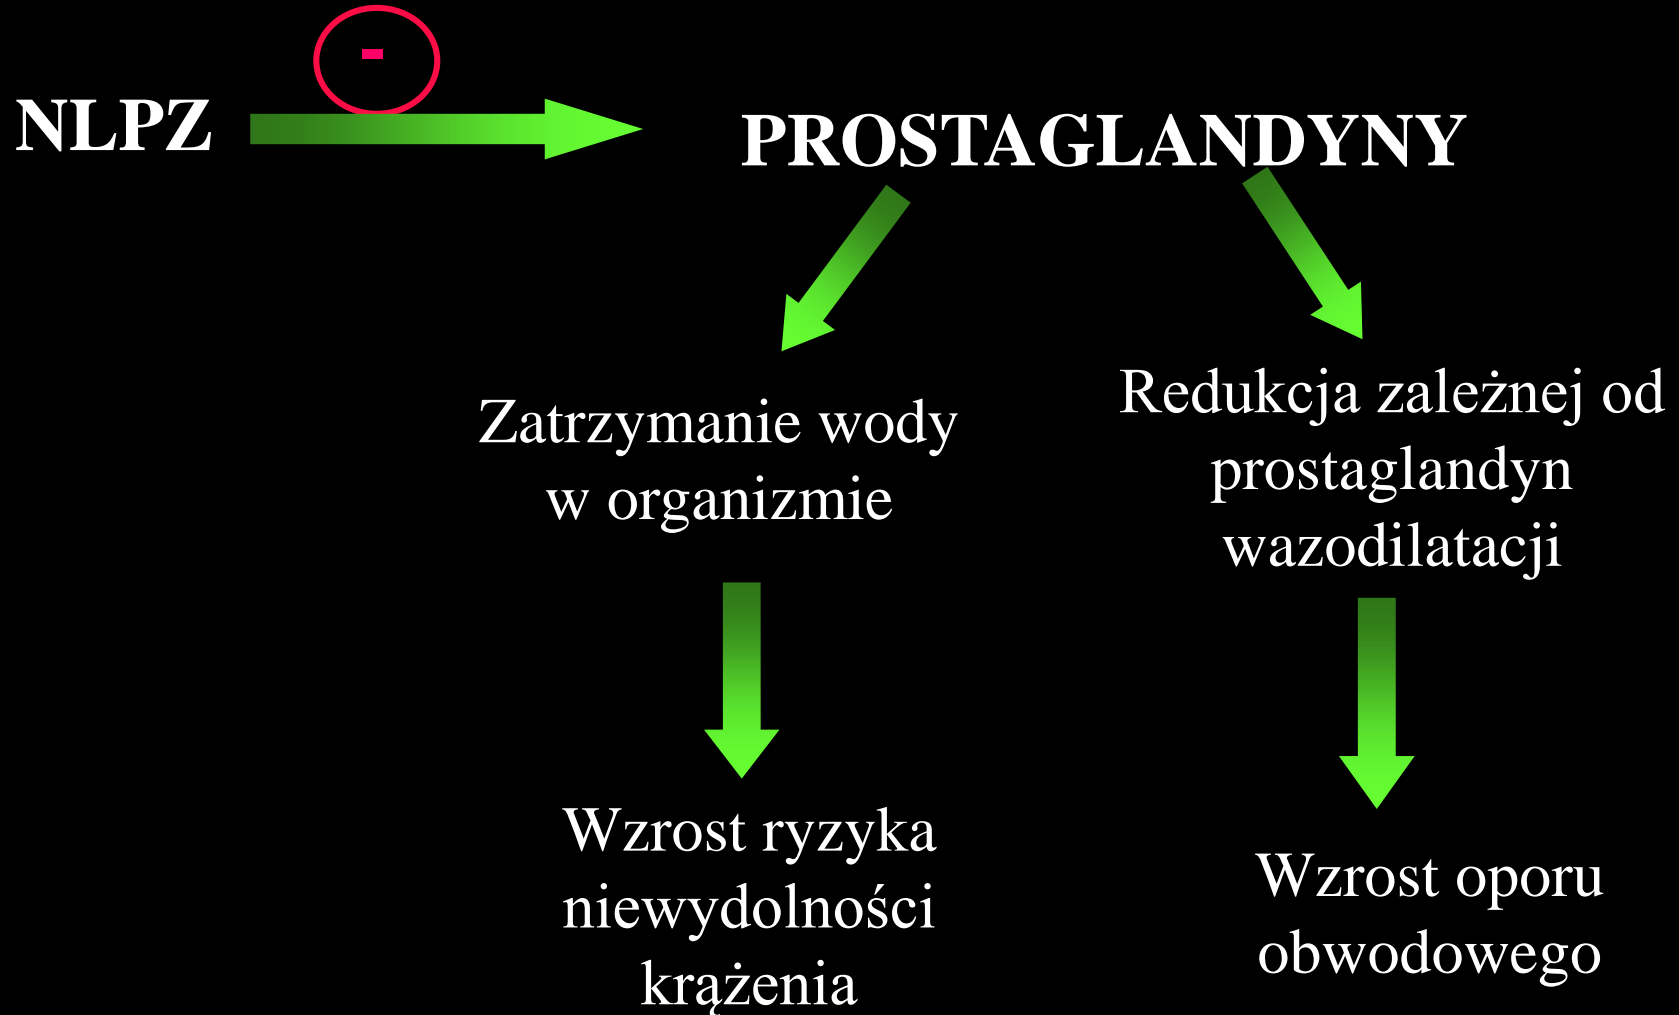 -
NLPZ
PROSTAGLANDYNY
Zatrzymanie wody
w organizmie
Redukcja zależnej od
prostaglandyn
wazodilatacji
Wzrost ryzyka
niewydolności
krążenia
Wzrost oporu
obwodowego